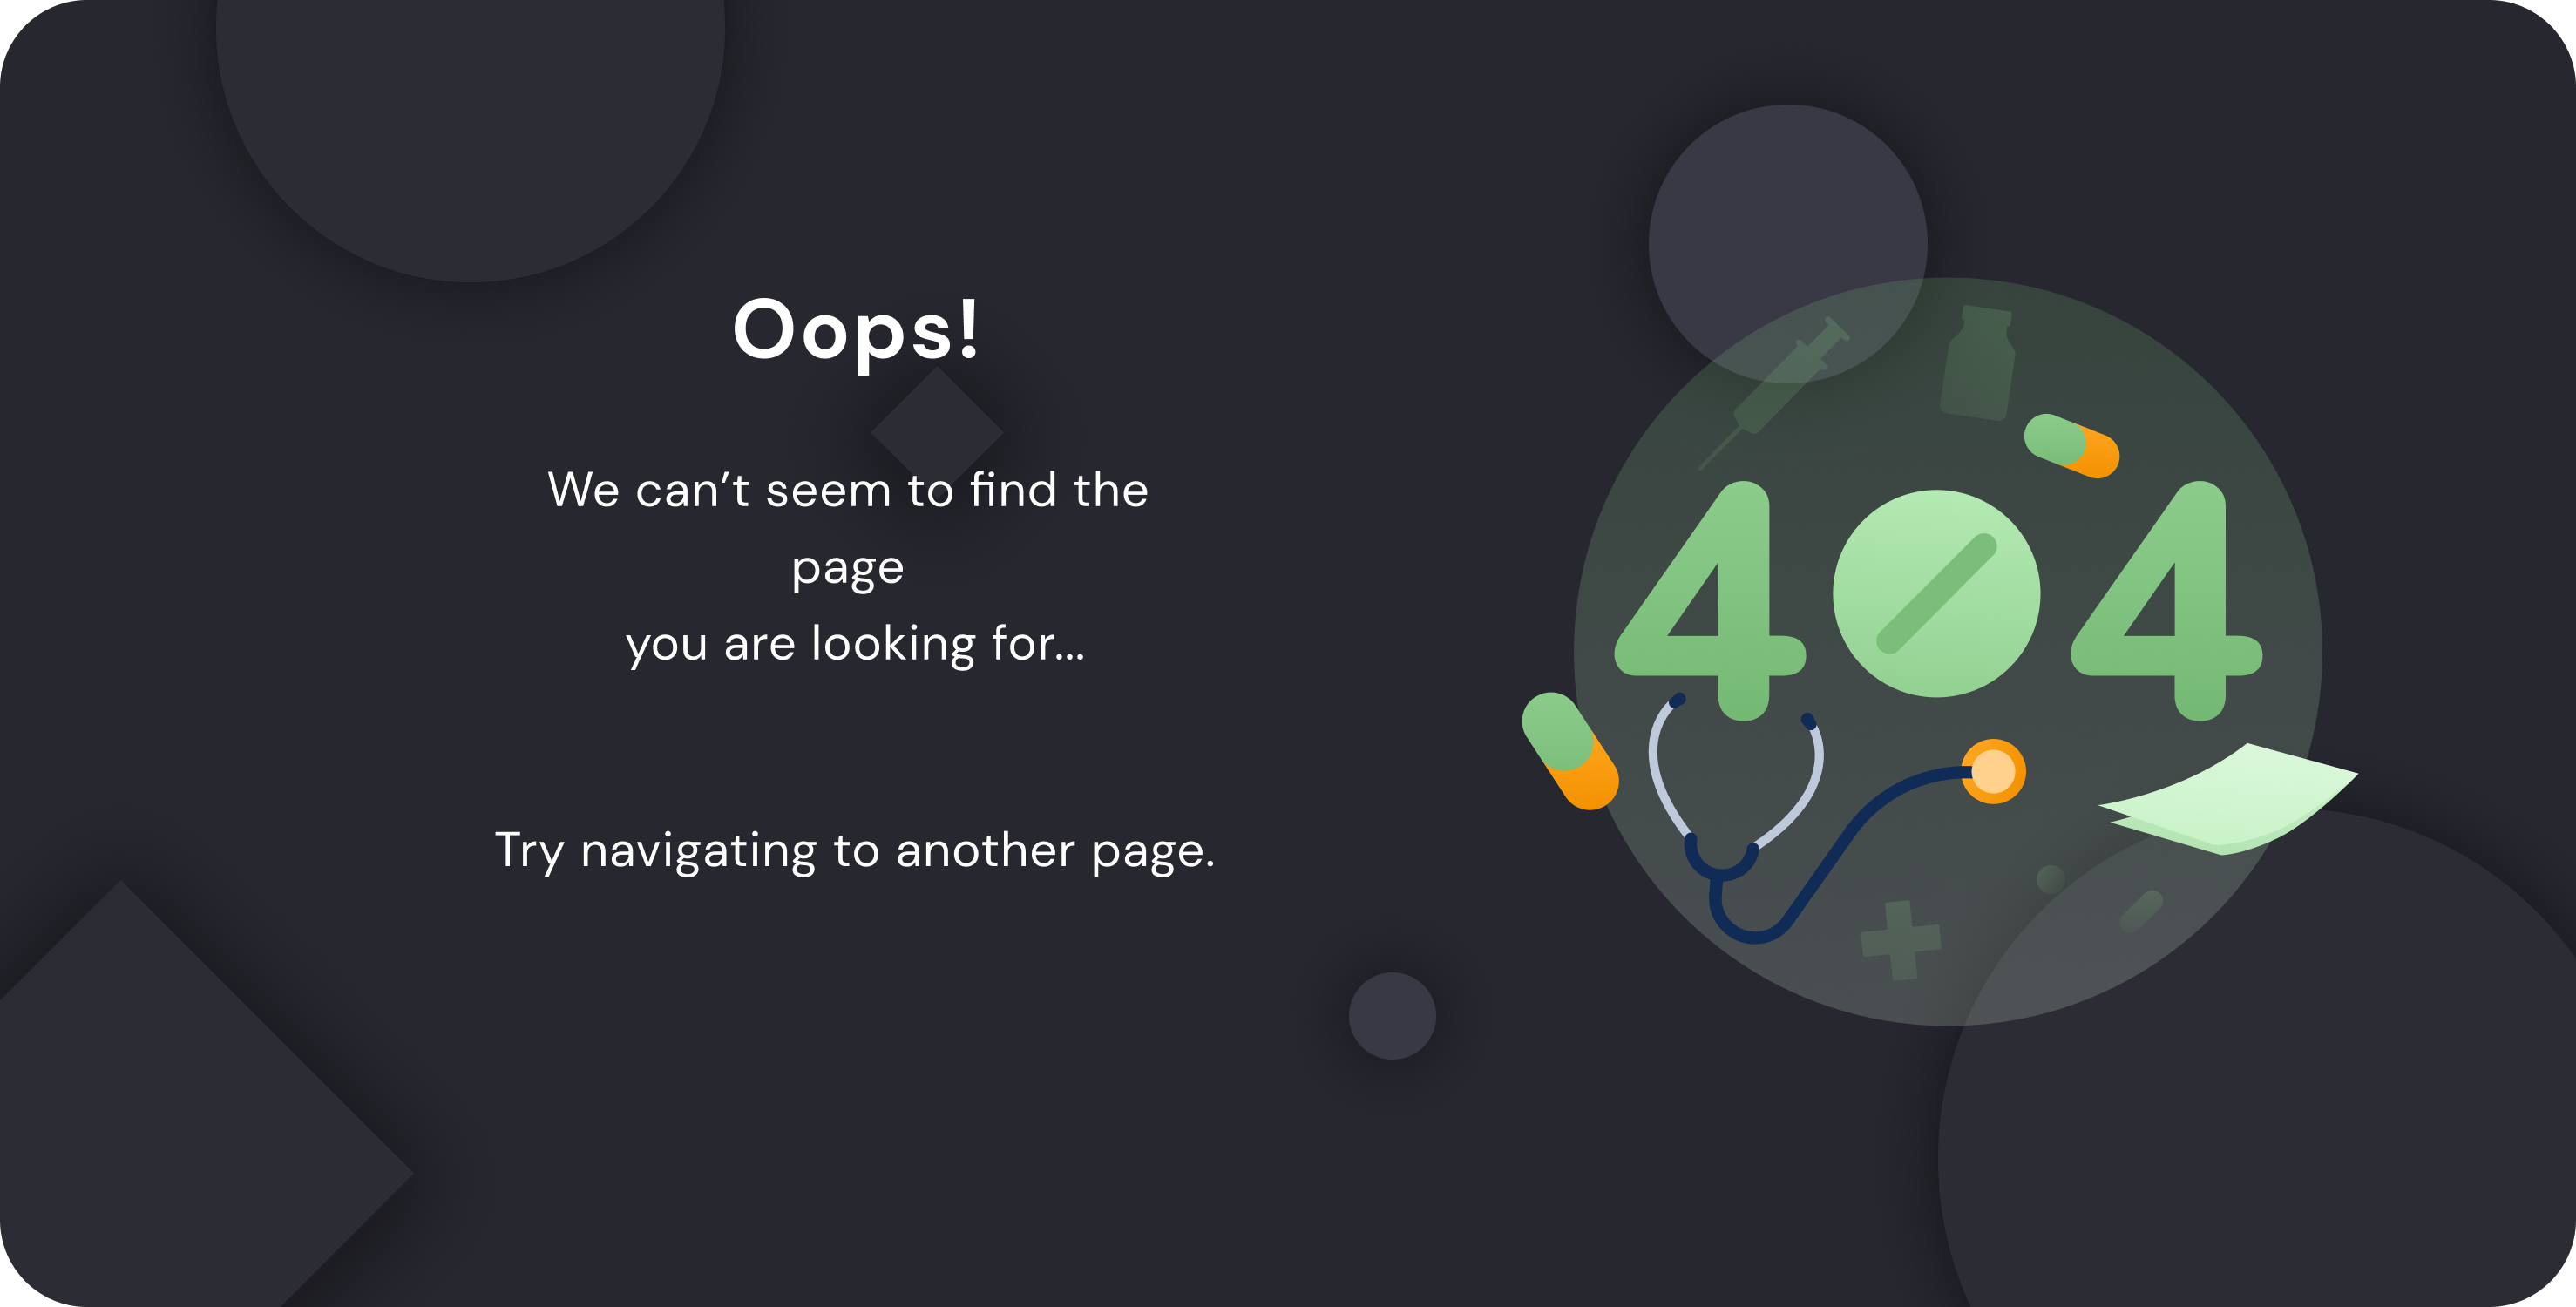 Oops!
We can’t seem to find the
page
you are looking for...
Try navigating to another page.
404